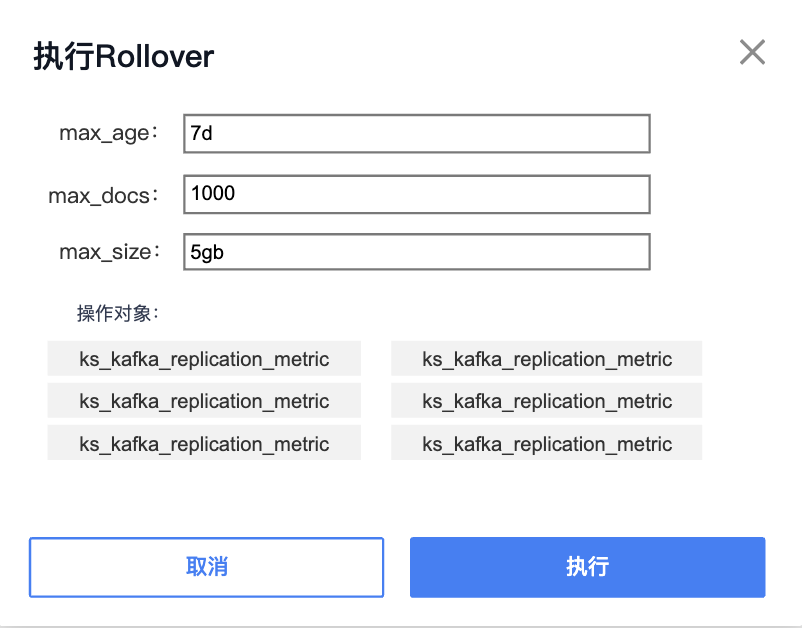 执行Rollover
max_age： 7d
max_docs： 1000
max_size： 5gb
操作对象：
ks_kafka_replication_metric ks_kafka_replication_metric
ks_kafka_replication_metric ks_kafka_replication_metric
ks_kafka_replication_metric ks_kafka_replication_metric
取消 执行